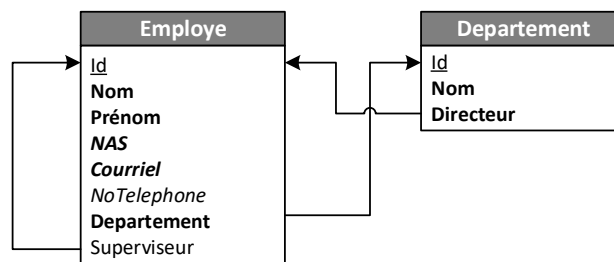 Employe
Id
Nom
Prénom
NAS
Courriel
NoTelephone
Departement
Superviseur
Departement
Id
Nom
Directeur